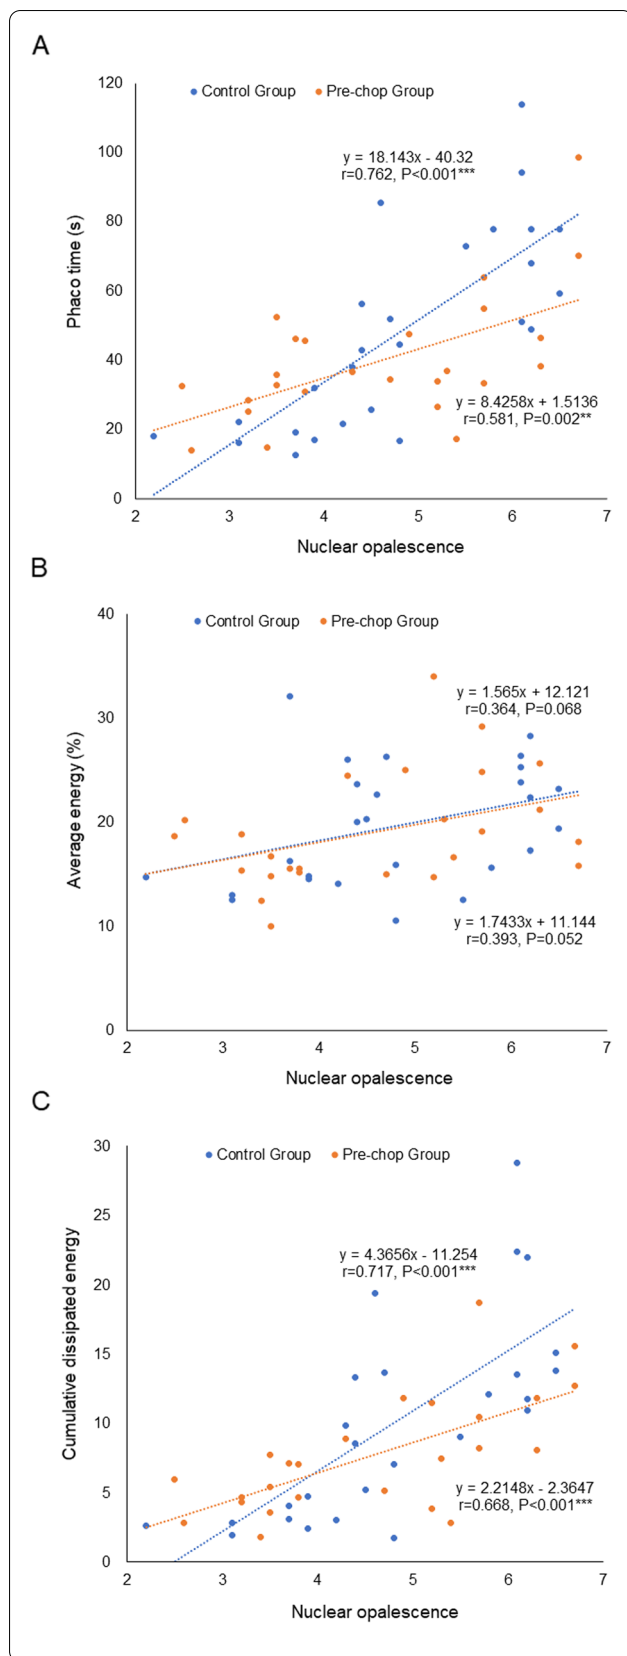 A
120
100
80
60
40
20
0
Phaco time (s)
Control Group Pre-chop Group
y = 18.143x - 40.32
r=0.762, P<0.001***
y = 8.4258x + 1.5136
r=0.581, P=0.002**
2 3 4 5 6 7
Nuclear opalescence
B
40
30
20
10
0
Average energy (%)
Control Group Pre-chop Group
y = 1.565x + 12.121
r=0.364, P=0.068
y = 1.7433x + 11.144
r=0.393, P=0.052
2 3 4 5 6 7
Nuclear opalescence
C
30
25
20
15
10
5
0
Cumulative dissipated energy
Control Group Pre-chop Group
y = 4.3656x - 11.254
r=0.717, P<0.001***
y = 2.2148x - 2.3647
r=0.668, P<0.001***
2 3 4 5 6 7
Nuclear opalescence